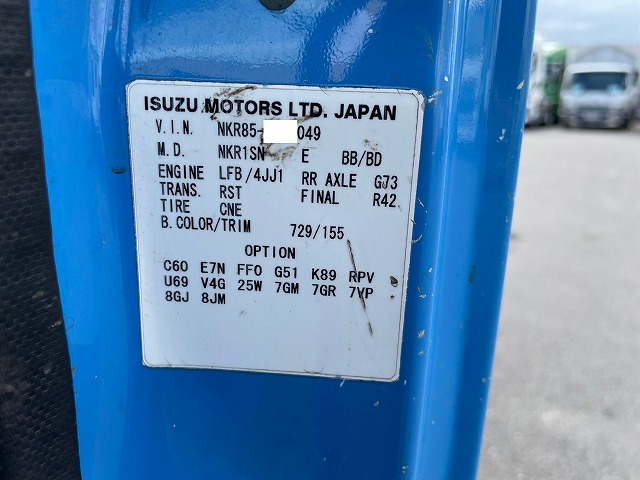 ISUZU MOTORS LTD. JAPAN
V.I.N. NKR85- 049
M.D. NKR1SN E BB/BD
ENGINE LFB/4JJ1 RR AXLE G73
TRANS. RST FINAL R42
TIRE CNE
B.COLOR/TRIM 729/155
OPTION
C60 E7N FFO G51 K89 RPV
U69 V4G 25W 7GM 7GR 7VP
8GJ 8JM